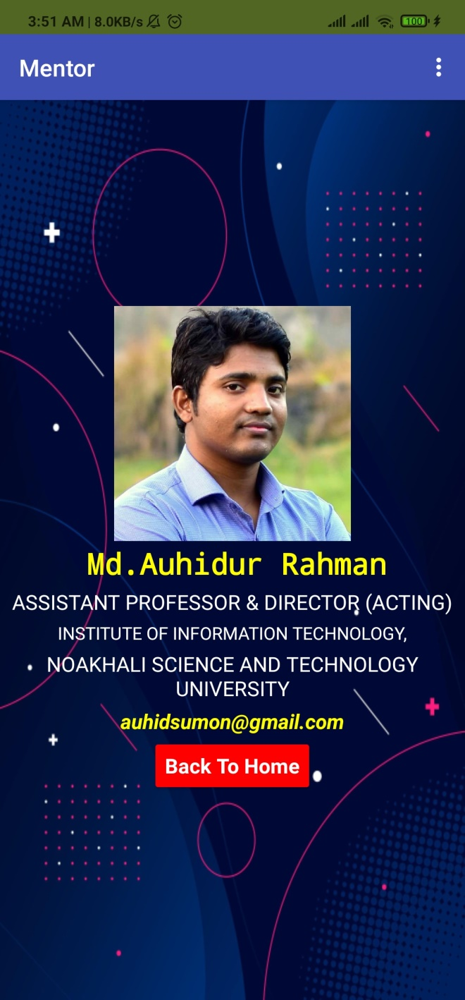 3:51 AM | 8.0KB/s
100
Mentor
Md.Auhidur Rahman
ASSISTANT PROFESSOR & DIRECTOR (ACTING)
INSTITUTE OF INFORMATION TECHNOLOGY,
NOAKHALI SCIENCE AND TECHNOLOGY
UNIVERSITY
auhidsumon@gmail.com
Back To Home